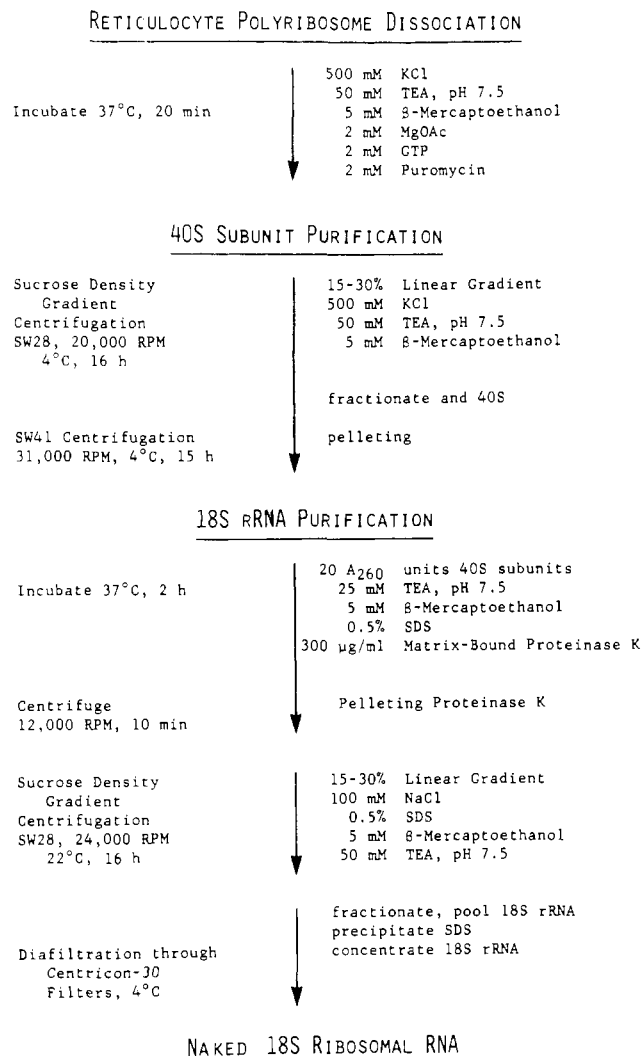 RETICULOCYTE POLYRIBOSOME DISSOCIATION
Incubate 37°C, 20 min
500 mM KCl
50 mM TEA, pH 7.5
5 mM β-Mercaptoethanol
2 mM MgOAc
2 mM GTP
2 mM Puromycin
40S SUBUNIT PURIFICATION
Sucrose Density
Gradient
Centrifugation
SW28, 20,000 RPM
4°C, 16 h
15-30% Linear Gradient
500 mM KCl
50 mM TEA, pH 7.5
5 mM β-Mercaptoethanol
fractionate and 40S
pelleting
SW41 Centrifugation
31,000 RPM, 4°C, 15 h
18S RRNA PURIFICATION
Incubate 37°C, 2 h
20 A260 units 40S subunits
25 mM TEA, pH 7.5
5 mM β-Mercaptoethanol
0.5% SDS
300 µg/ml Matrix-Bound Proteinase K
Centrifuge
12,000 RPM, 10 min
Pelleting Proteinase K
Sucrose Density
Gradient
Centrifugation
SW28, 24,000 RPM
22°C, 16 h
15-30% Linear Gradient
100 mM NaCl
0.5% SDS
5 mM β-Mercaptoethanol
50 mM TEA, pH 7.5
fractionate, pool 18S rRNA
precipitate SDS
concentrate 18S rRNA
Diafiltration through
Centricon-30
Filters, 4°C
NAKED 18S RIBOSOMAL RNA